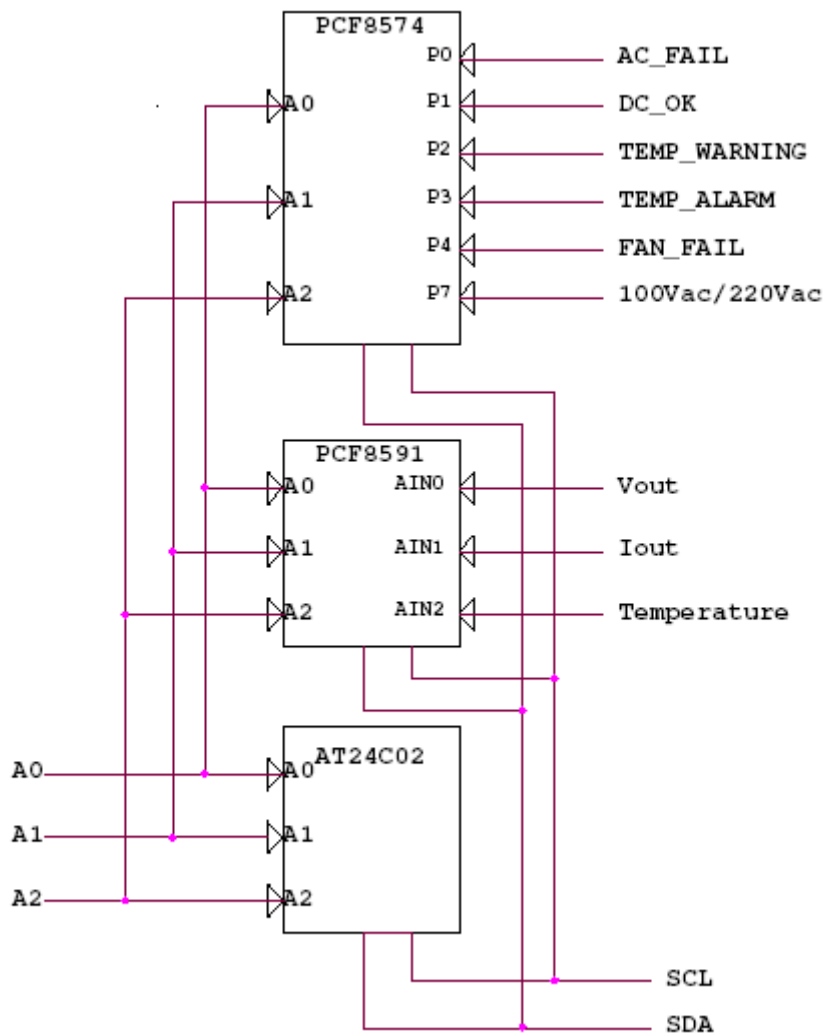 PCF8574
P0 AC_FAIL
A0 P1 DC_OK
P2 TEMP_WARNING
A1 P3 TEMP_ALARM
P4 FAN_FAIL
A2 P7 100Vac/220Vac
PCF8591
A0 AIN0 Vout
A1 AIN1 Iout
A2 AIN2 Temperature
AT24C02
A0 A0
A1 A1
A2 A2
SCL
SDA